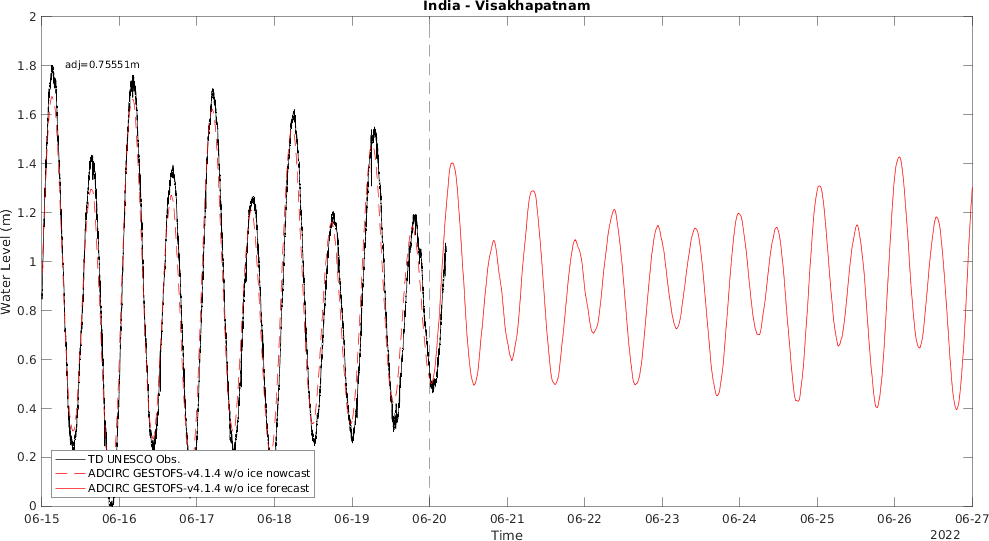 India - Visakhapatnam
2
1.8
1.6
1.4
1.2
1
0.8
0.6
0.4
0.2
0
Water Level (m)
adj=0.75551m
TD UNESCO Obs.
ADCIRC GESTOFS-v4.1.4 w/o ice nowcast
ADCIRC GESTOFS-v4.1.4 w/o ice forecast
06-15 06-16 06-17 06-18 06-19 06-20 06-21 06-22 06-23 06-24 06-25 06-26 06-27
Time
2022